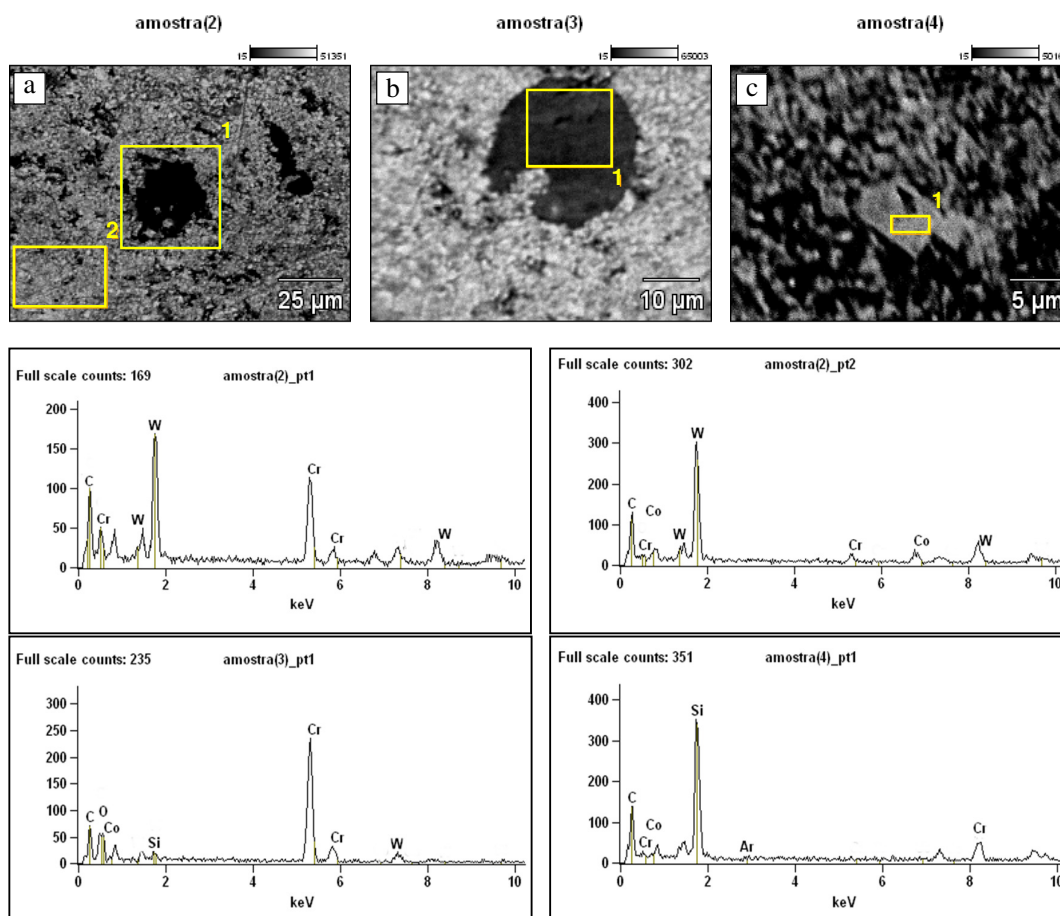 amostra(2)
15 51351
a
1
2
25 µm
amostra(3)
15 65003
b
1
10 µm
amostra(4)
15
c
1
5 µm
Full scale counts: 169 amostra(2)_pt1
200
150
100
50
0
C
Cr
W
W
Cr
Cr
W
0 2 4 6 8 10
keV
Full scale counts: 302 amostra(2)_pt2
400
300
200
100
0
C
Cr
Co
W
W
Cr
Co
W
0 2 4 6 8 10
keV
Full scale counts: 235 amostra(3)_pt1
300
250
200
150
100
50
0
C
O
Co
Si
Cr
Cr
W
0 2 4 6 8 10
keV
Full scale counts: 351 amostra(4)_pt1
400
300
200
100
0
C
Cr
Co
Si
Ar
Cr
0 2 4 6 8 10
keV